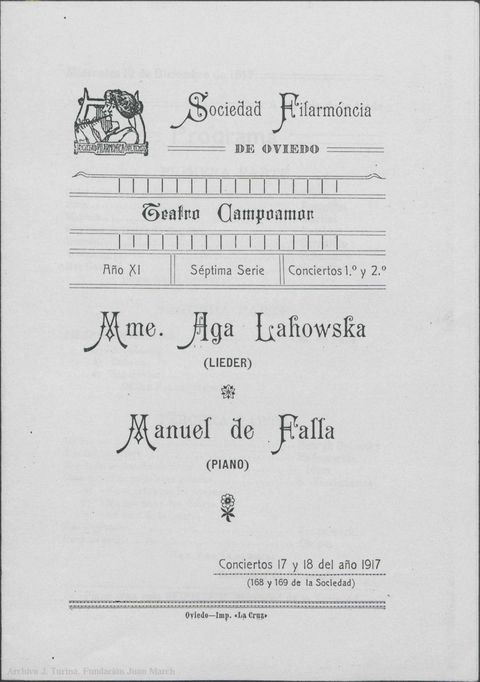 Sociedad Filarmóncia
DE OVIEDO
Teatro Campoamor
Año XI
Séptima Serie
Conciertos 1.º y 2.º
Mme. Aga Lahowska
(LIEDER)
Manuel de Falla
(PIANO)
Conciertos 17 y 18 del año 1917
(168 y 169 de la Sociedad)
Oviedo—Imp. «La Cruz»
Archivo J. Turina. Fundación Juan March